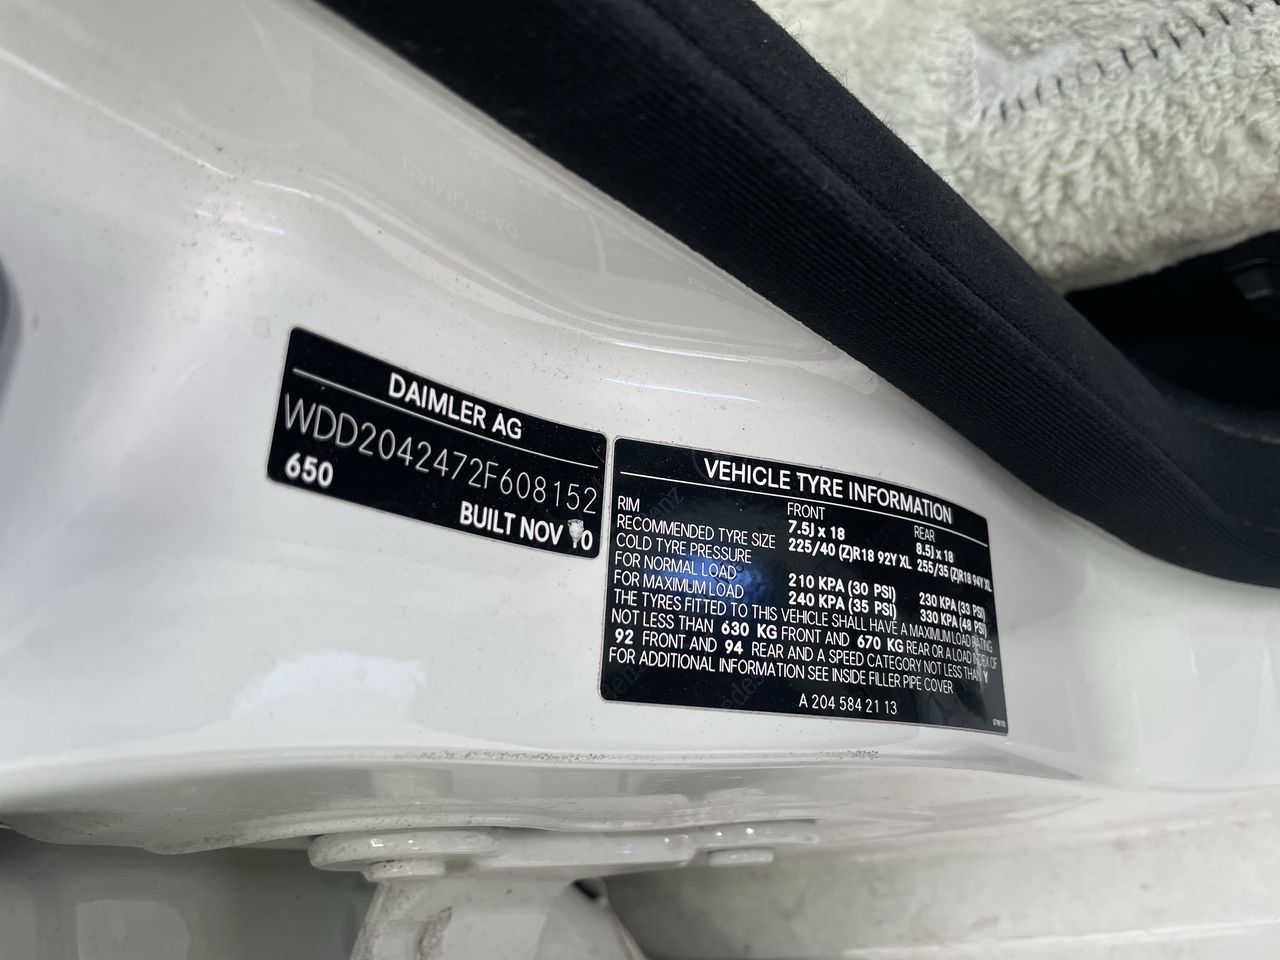 DAIMLER AG
WDD2042472F608152
650
BUILT NOV 10
VEHICLE TYRE INFORMATION
FRONT REAR
RIM 7.5J x 18 8.5J x 18
RECOMMENDED TYRE SIZE 225/40 (Z)R18 92Y XL 255/35 (Z)R18 94Y XL
COLD TYRE PRESSURE
FOR NORMAL LOAD 210 KPA (30 PSI) 230 KPA (33 PSI)
FOR MAXIMUM LOAD 240 KPA (35 PSI) 330 KPA (48 PSI)
THE TYRES FITTED TO THIS VEHICLE SHALL HAVE A MAXIMUM LOAD RATING
NOT LESS THAN 630 KG FRONT AND 670 KG REAR OR A LOAD INDEX OF
92 FRONT AND 94 REAR AND A SPEED CATEGORY NOT LESS THAN Y
FOR ADDITIONAL INFORMATION SEE INSIDE FILLER PIPE COVER
A 204 584 21 13